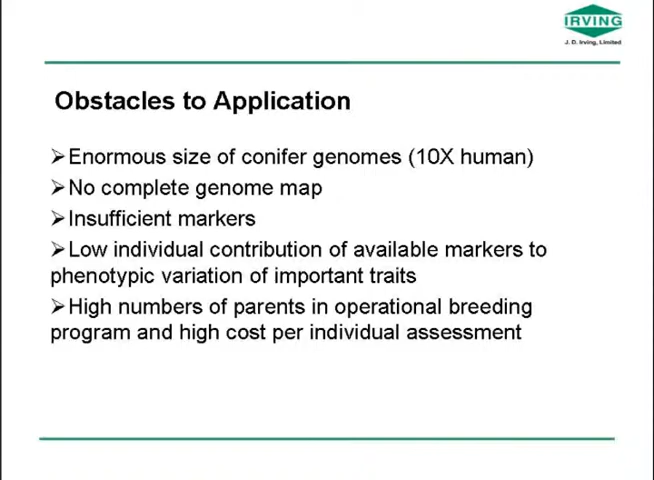 IRVING
J. D. Irving, Limited
Obstacles to Application
➢Enormous size of conifer genomes (10X human)
➢No complete genome map
➢Insufficient markers
➢Low individual contribution of available markers to
phenotypic variation of important traits
➢High numbers of parents in operational breeding
program and high cost per individual assessment